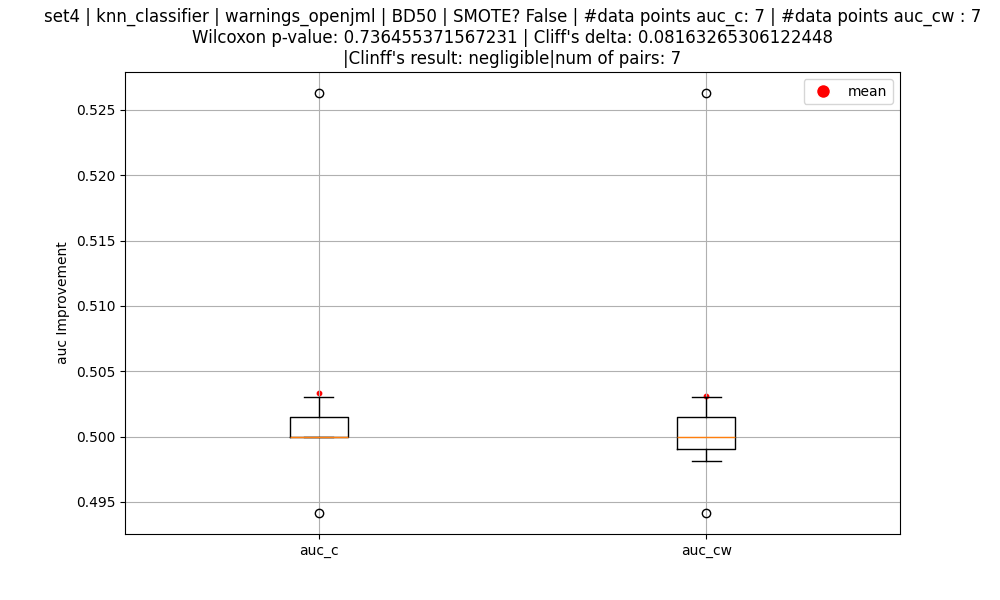 set4 | knn_classifier | warnings_openjml | BD50 | SMOTE? False | #data points auc_c: 7 | #data points auc_cw : 7
Wilcoxon p-value: 0.736455371567231 | Cliff's delta: 0.08163265306122448
|Clinff's result: negligible|num of pairs: 7
mean
0.525
0.520
0.515
0.510
0.505
0.500
0.495
auc Improvement
auc_c
auc_cw